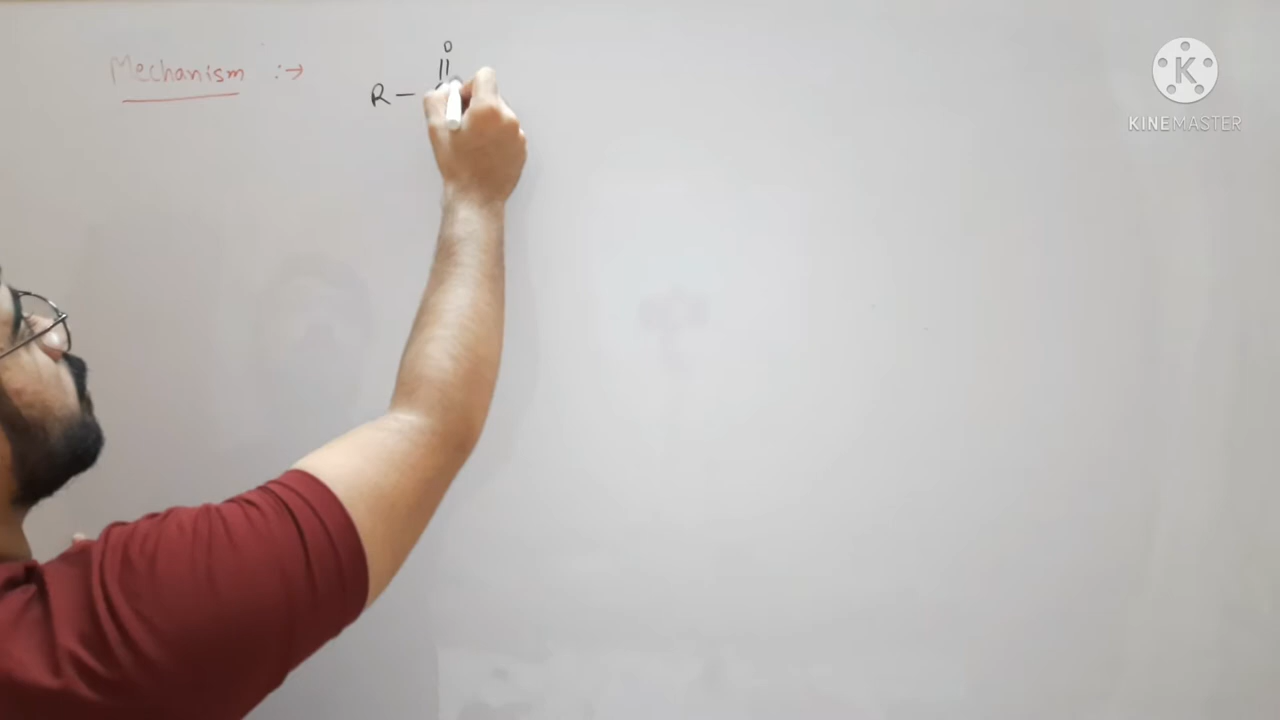 Mechanism :→
O
||
R –
K
KINEMASTER